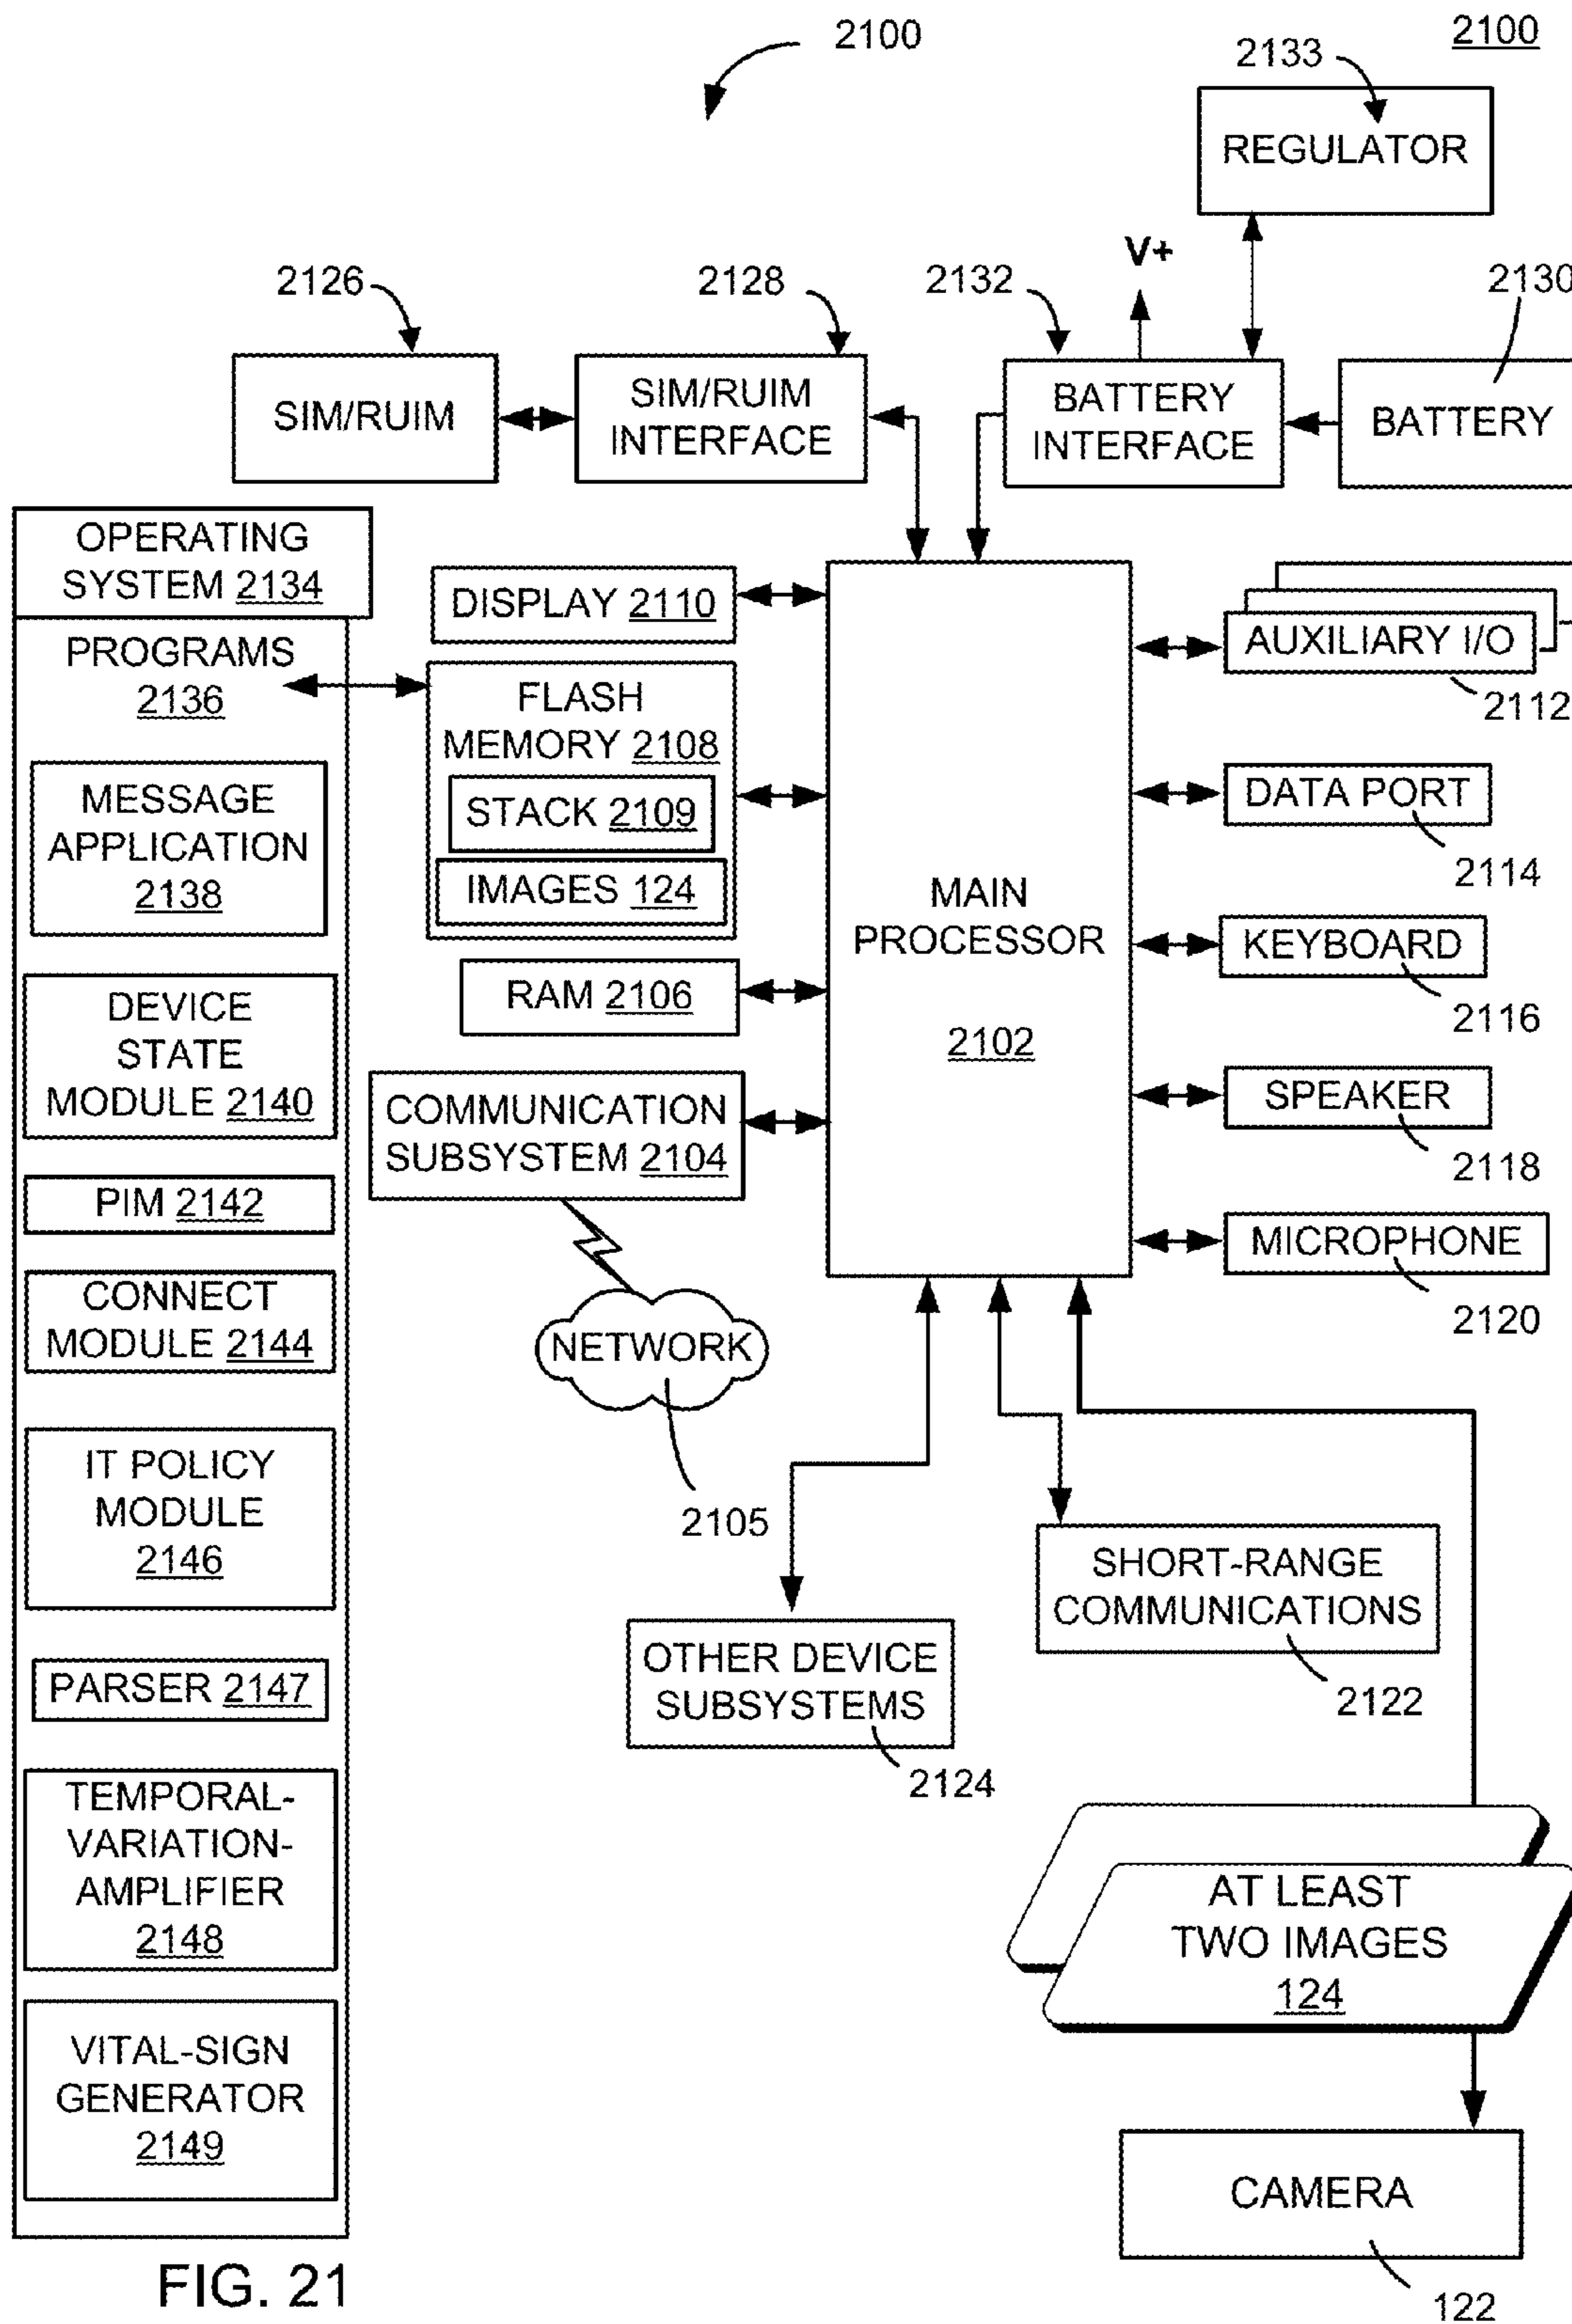 2100
2100
2133
REGULATOR
V+
2126
2128
2132
2130
SIM/RUIM
SIM/RUIM
INTERFACE
BATTERY
INTERFACE
BATTERY
OPERATING
SYSTEM 2134
PROGRAMS
2136
MESSAGE
APPLICATION
2138
DEVICE
STATE
MODULE 2140
PIM 2142
CONNECT
MODULE 2144
IT POLICY
MODULE
2146
PARSER 2147
TEMPORAL-
VARIATION-
AMPLIFIER
2148
VITAL-SIGN
GENERATOR
2149
DISPLAY 2110
FLASH
MEMORY 2108
STACK 2109
IMAGES 124
RAM 2106
COMMUNICATION
SUBSYSTEM 2104
NETWORK
2105
MAIN
PROCESSOR
2102
AUXILIARY I/O
2112
DATA PORT
2114
KEYBOARD
2116
SPEAKER
2118
MICROPHONE
2120
SHORT-RANGE
COMMUNICATIONS
2122
OTHER DEVICE
SUBSYSTEMS
2124
AT LEAST
TWO IMAGES
124
CAMERA
122
FIG. 21